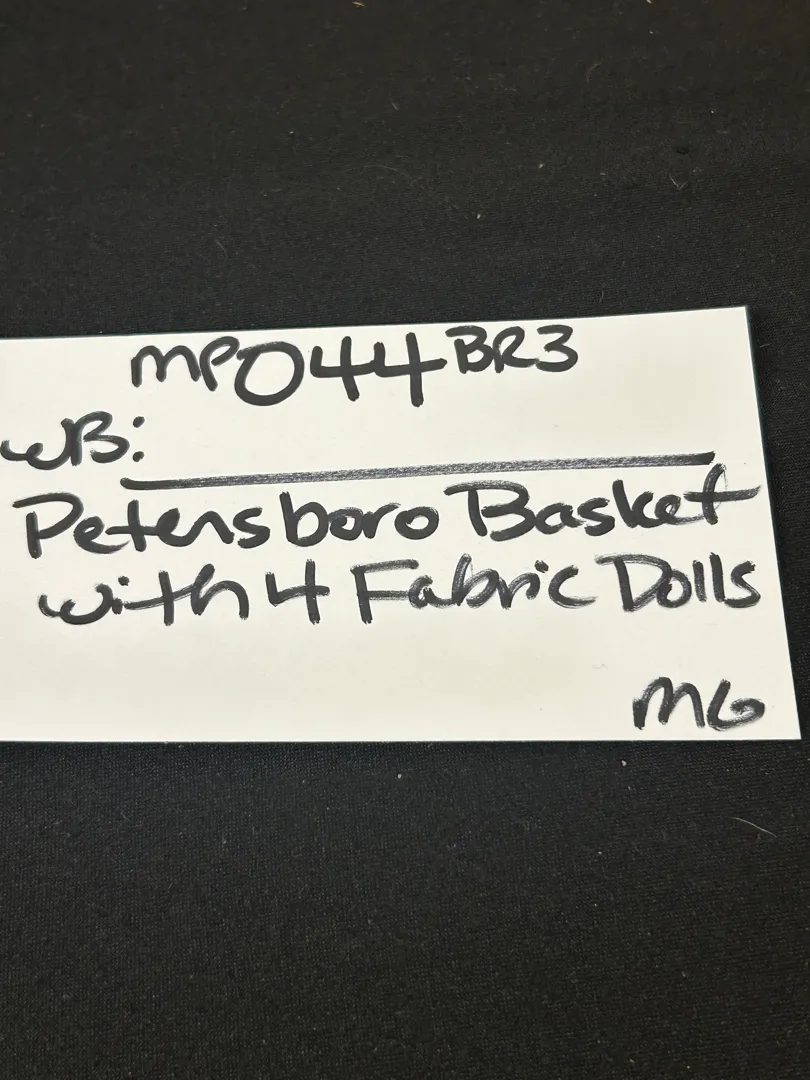 MP044BR3
WB:
Petersboro Basket
with 4 Fabric Dolls
MG